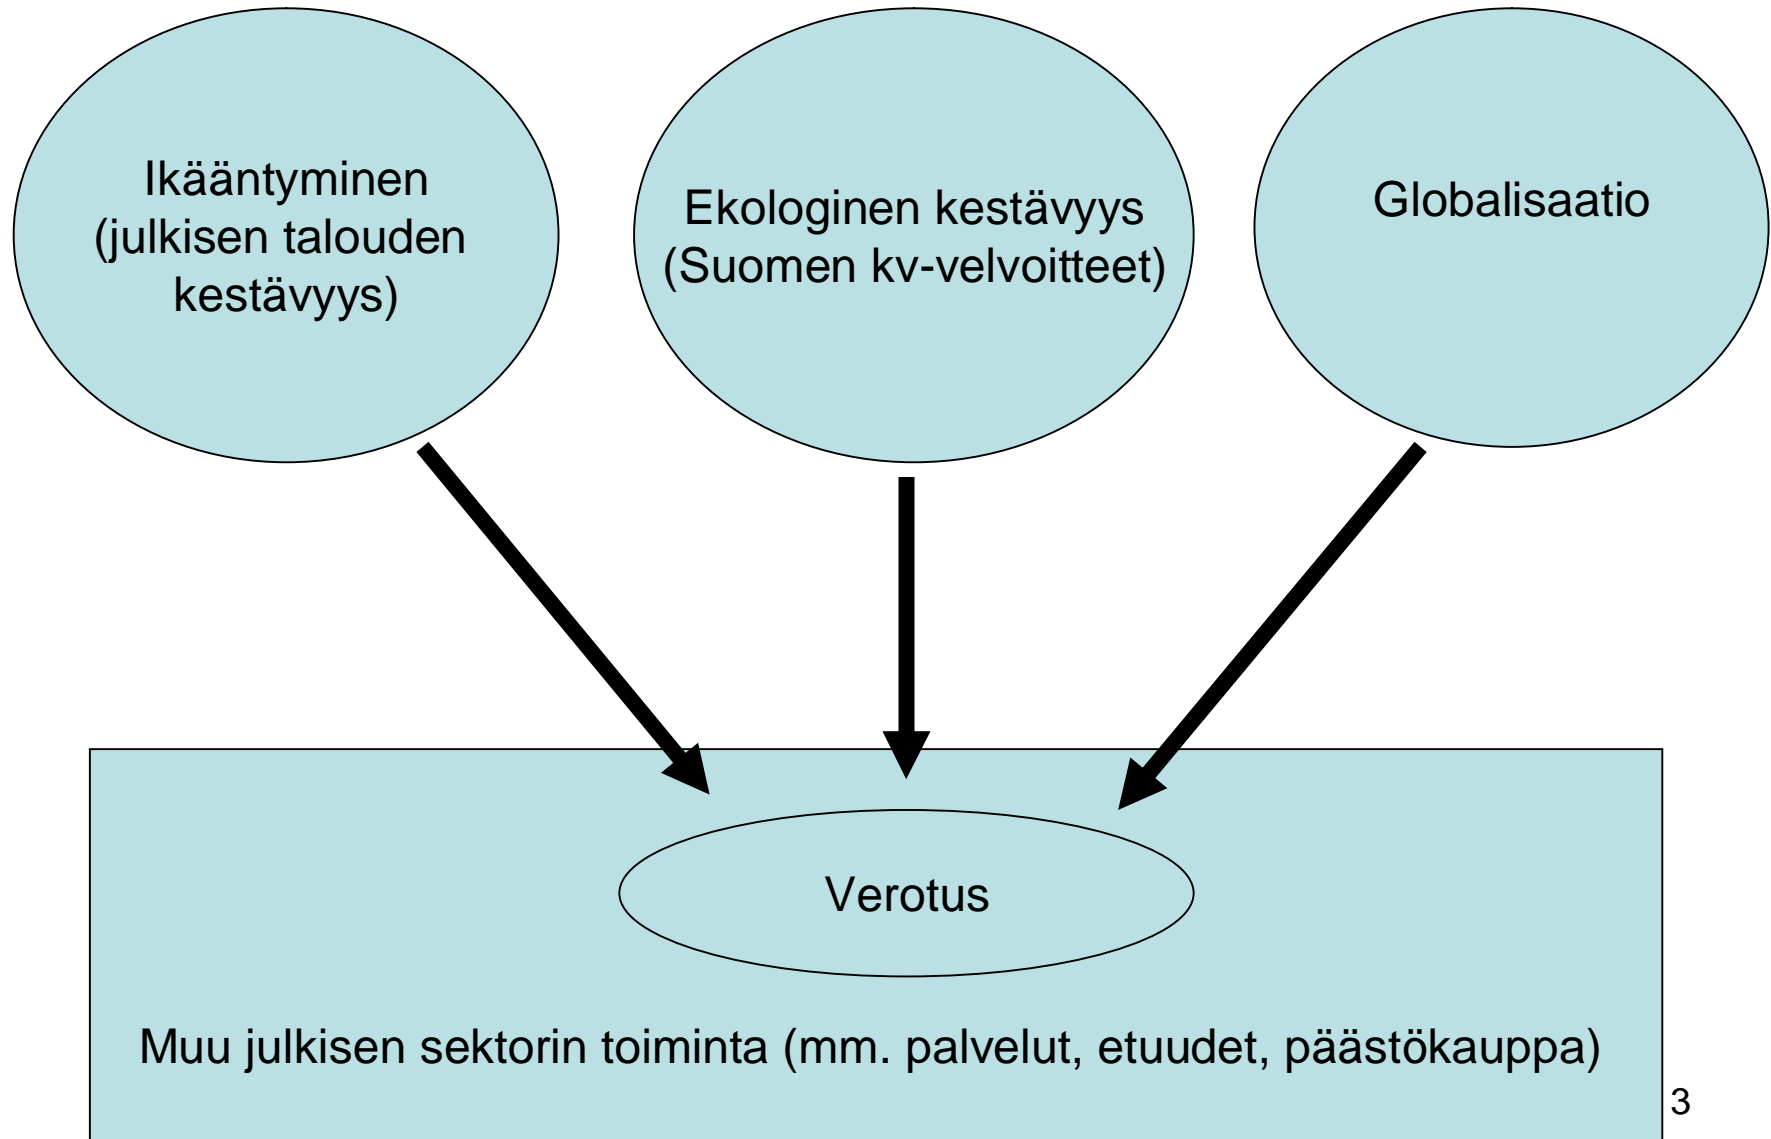 Ikääntyminen
(julkisen talouden
kestävyys)
Ekologinen kestävyys
(Suomen kv-velvoitteet)
Globalisaatio
Verotus
Muu julkisen sektorin toiminta (mm. palvelut, etuudet, päästökauppa)
3